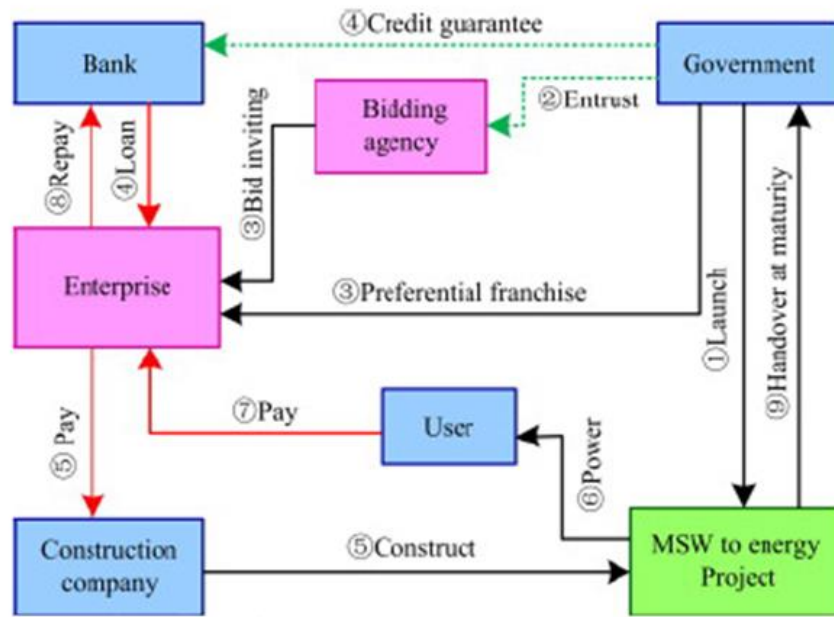 ④Credit guarantee
Bank
Government
Bidding
agency
②Entrust
⑧Repay
④Loan
③Bid inviting
Enterprise
③Preferential franchise
①Launch
⑨Handover at maturity
⑦Pay
User
⑤ Pay
⑥Power
Construction
company
⑤Construct
MSW to energy
Project